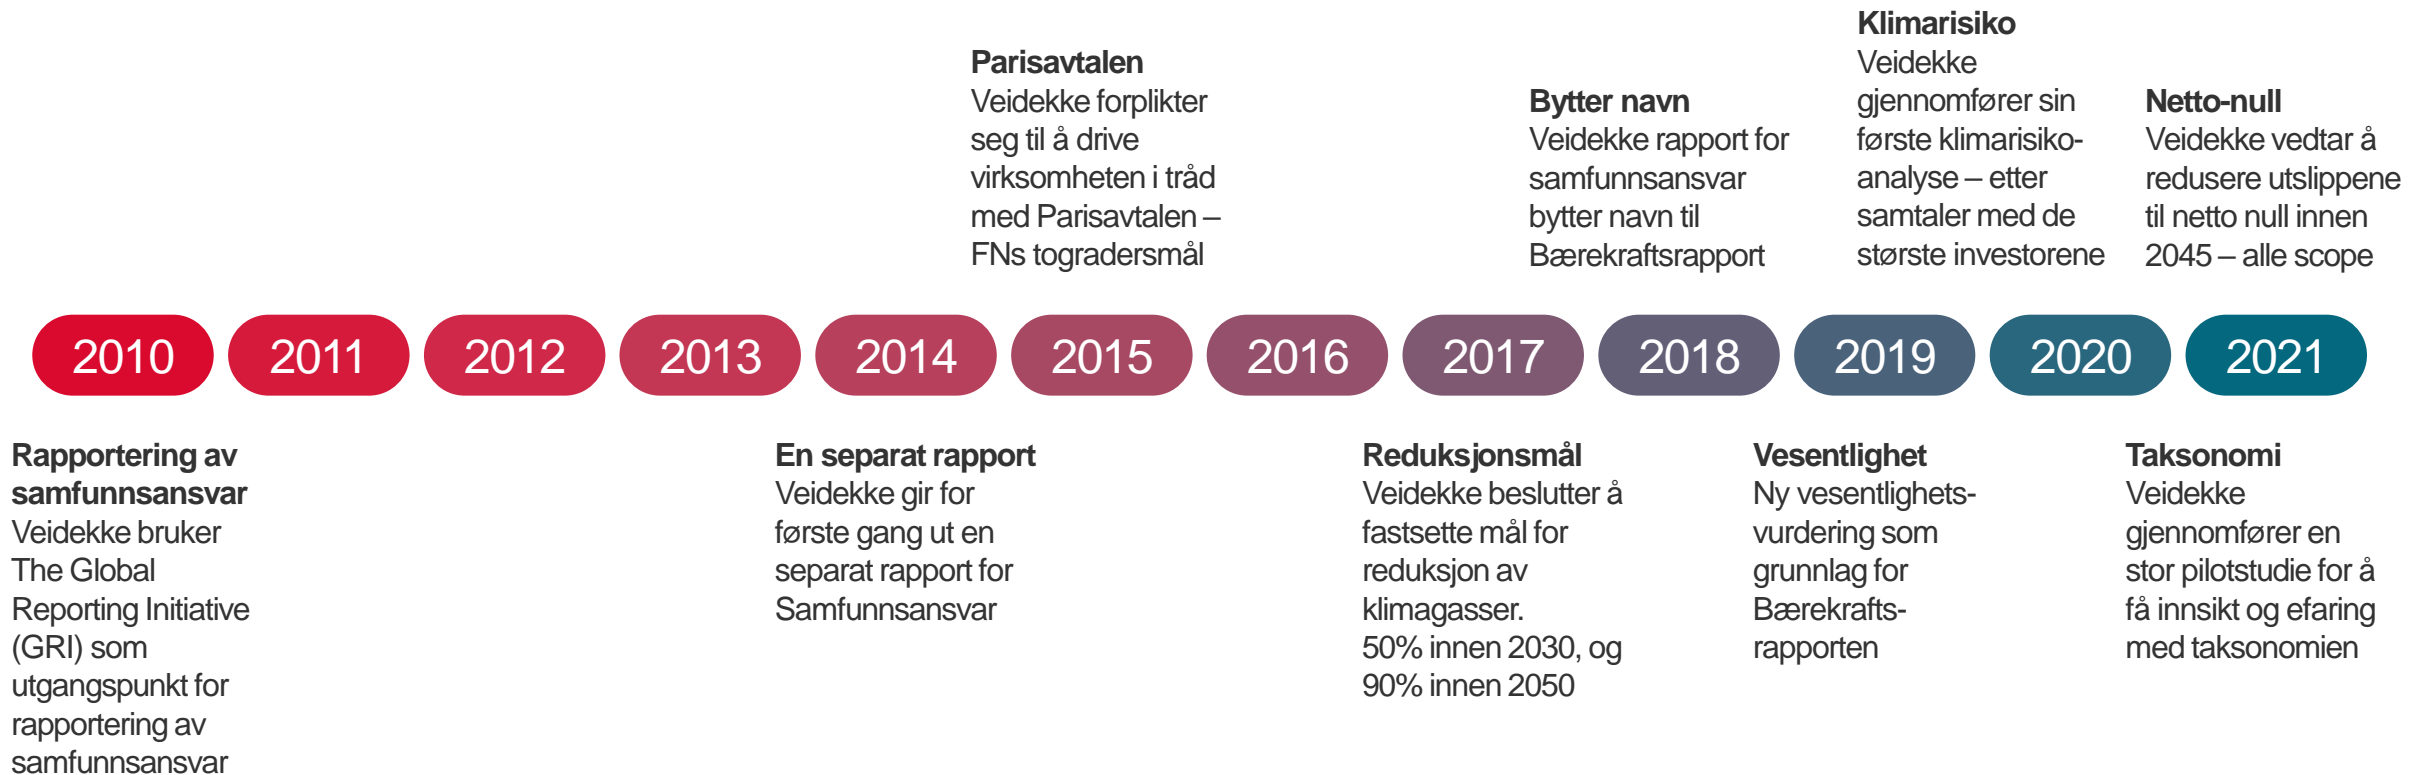 Parisavtalen
Veidekke forplikter
seg til å drive
virksomheten i tråd
med Parisavtalen –
FNs togradersmål
Bytter navn
Veidekke rapport for
samfunnsansvar
bytter navn til
Bærekraftsrapport
Klimarisiko
Veidekke
gjennomfører sin
første klimarisiko-
analyse – etter
samtaler med de
største investorene
Netto-null
Veidekke vedtar å
redusere utslippene
til netto null innen
2045 – alle scope
2010 2011 2012 2013 2014 2015 2016 2017 2018 2019 2020 2021
Rapportering av
samfunnsansvar
Veidekke bruker
The Global
Reporting Initiative
(GRI) som
utgangspunkt for
rapportering av
samfunnsansvar
En separat rapport
Veidekke gir for
første gang ut en
separat rapport for
Samfunnsansvar
Reduksjonsmål
Veidekke beslutter å
fastsette mål for
reduksjon av
klimagasser.
50% innen 2030, og
90% innen 2050
Vesentlighet
Ny vesentlighets-
vurdering som
grunnlag for
Bærekrafts-
rapporten
Taksonomi
Veidekke
gjennomfører en
stor pilotstudie for å
få innsikt og efaring
med taksonomien